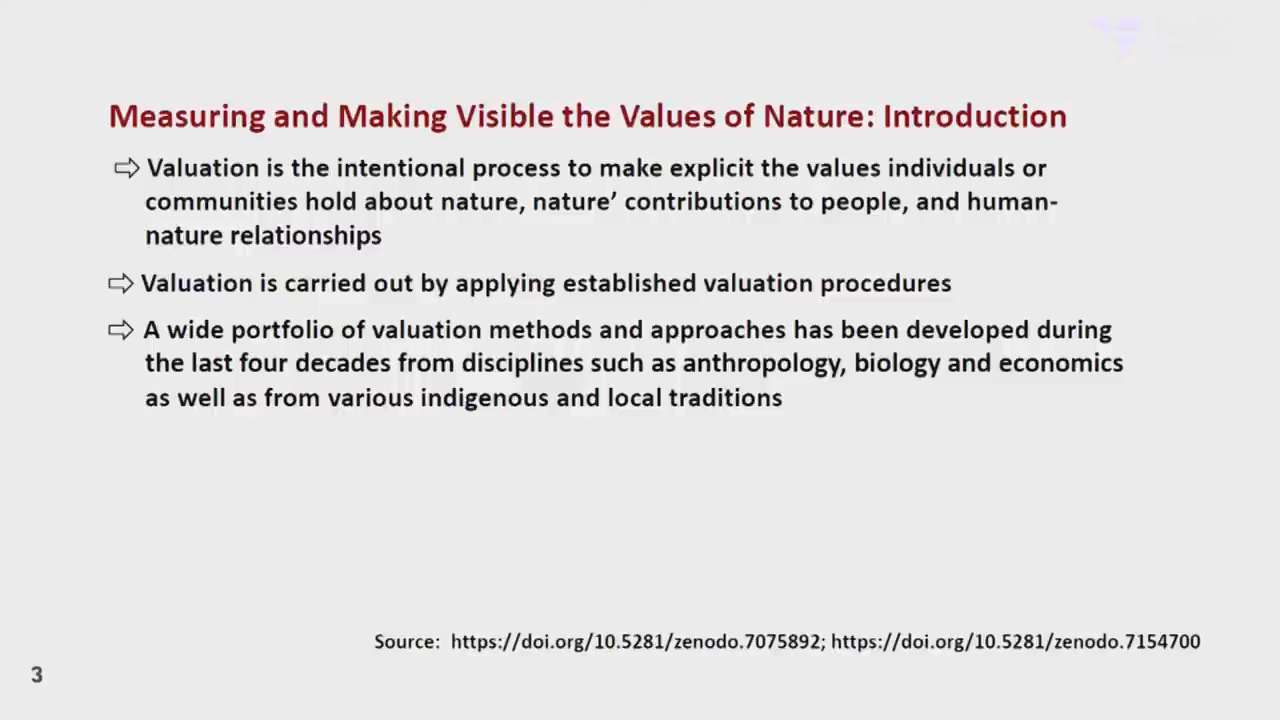 Measuring and Making Visible the Values of Nature: Introduction
⇨ Valuation is the intentional process to make explicit the values individuals or
communities hold about nature, nature’ contributions to people, and human-
nature relationships
⇨ Valuation is carried out by applying established valuation procedures
⇨ A wide portfolio of valuation methods and approaches has been developed during
the last four decades from disciplines such as anthropology, biology and economics
as well as from various indigenous and local traditions
Source: https://doi.org/10.5281/zenodo.7075892; https://doi.org/10.5281/zenodo.7154700
3